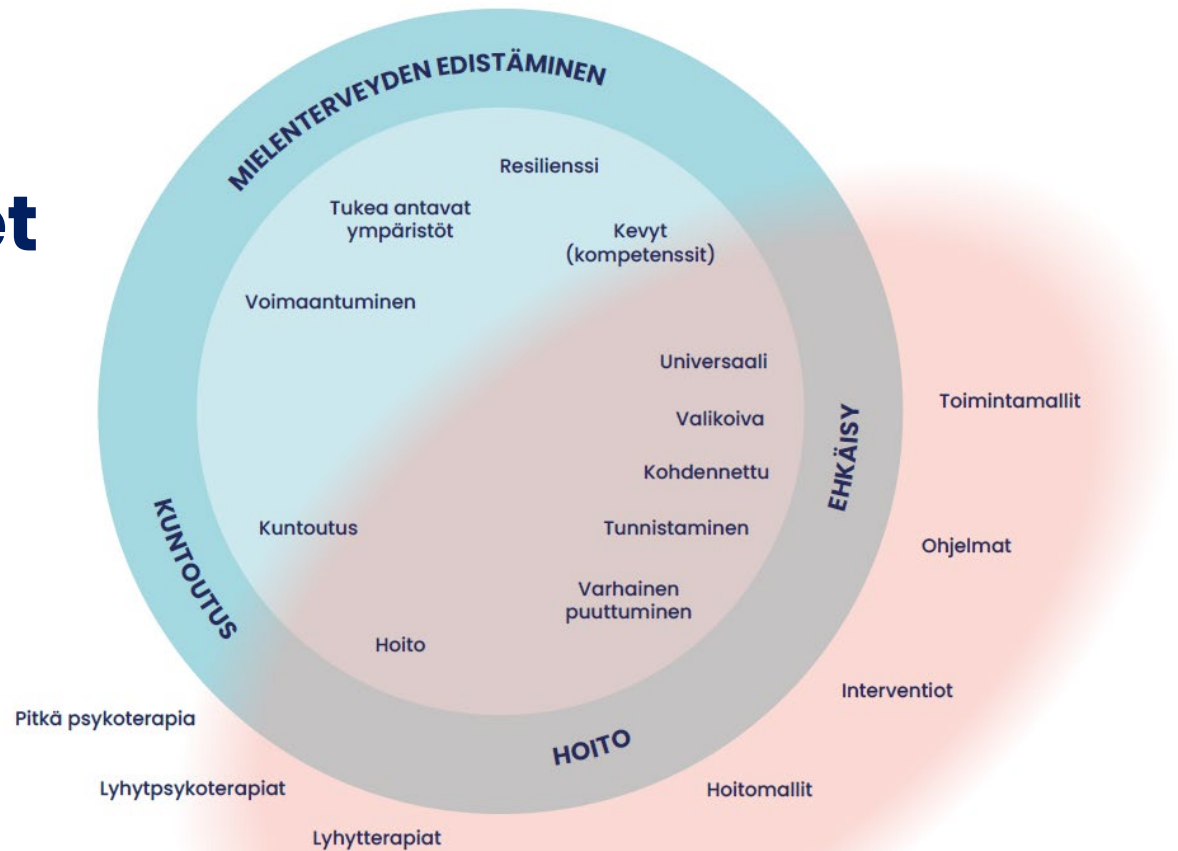 MIELENTERVEYDEN EDISTÄMINEN
Resilienssi
et
Tukea antavat
ympäristöt
Kevyt
(kompetenssit)
Voimaantuminen
Universaali
Toimintamallit
Valikoiva
EHKÄISY
Kohdennettu
KUNTOUTUS
Kuntoutus
Tunnistaminen
Ohjelmat
Varhainen
puuttuminen
Hoito
Interventiot
Pitkä psykoterapia
HOITO
Lyhytpsykoterapiat
Hoitomallit
Lyhytterapiat